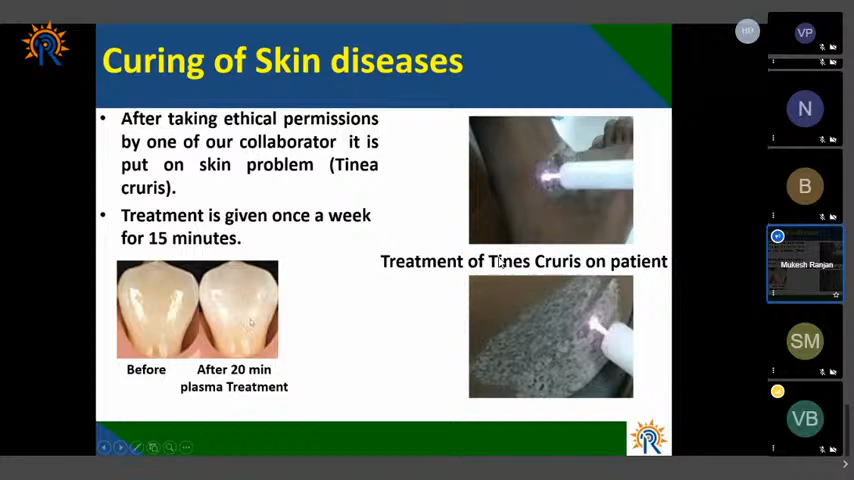 Curing of Skin diseases
• After taking ethical permissions
by one of our collaborator it is
put on skin problem (Tinea
cruris).
• Treatment is given once a week
for 15 minutes.
Before
After 20 min
plasma Treatment
Treatment of Tines Cruris on patient
HD
VP
N
B
Mukesh Ranjan
SM
VB